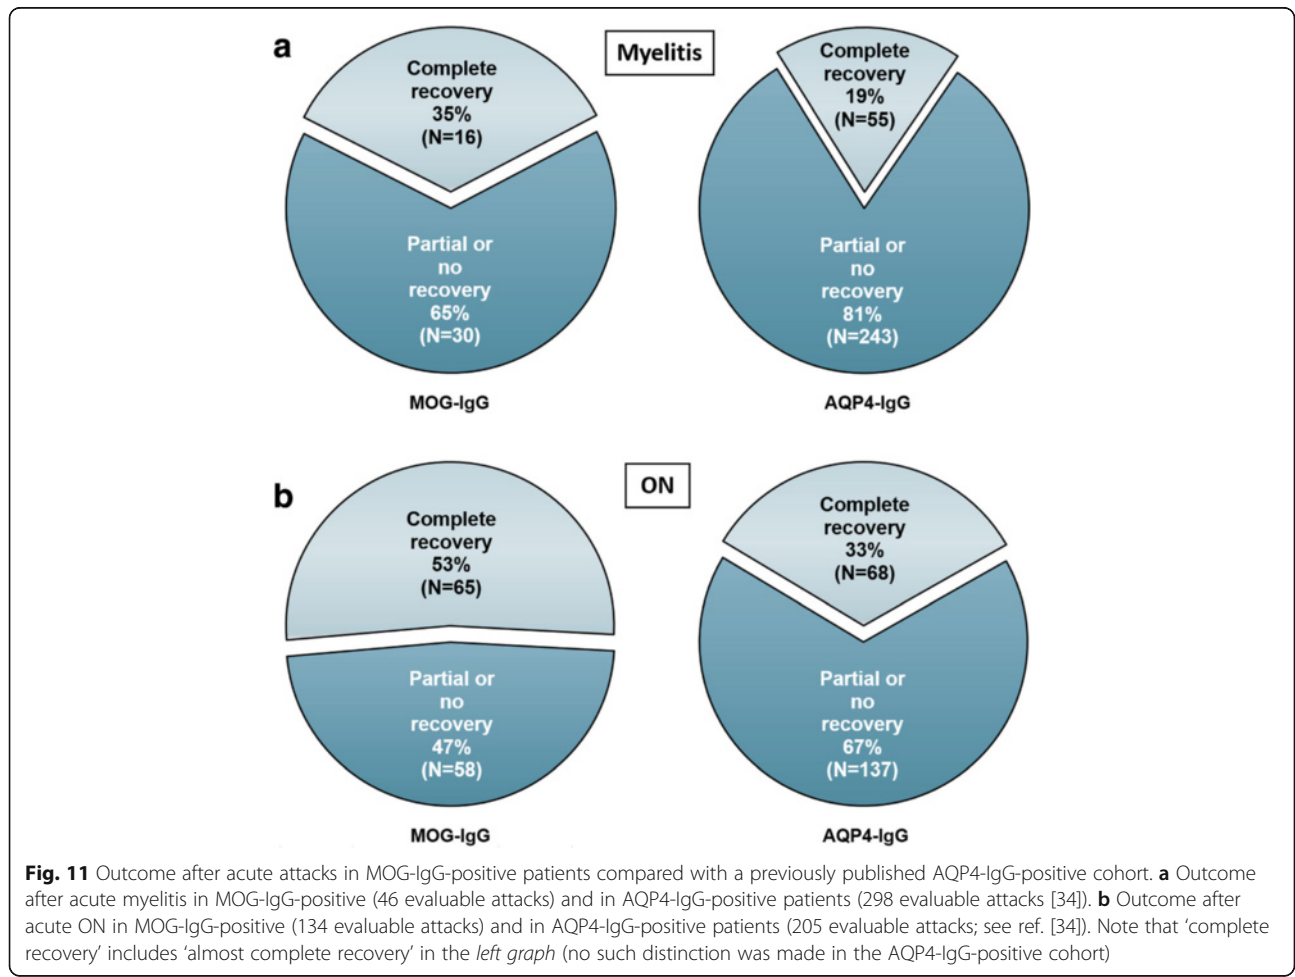 a
Myelitis
Complete
recovery
35%
(N=16)
Partial or
no
recovery
65%
(N=30)
MOG-IgG
Complete
recovery
19%
(N=55)
Partial or
no
recovery
81%
(N=243)
AQP4-IgG
b
ON
Complete
recovery
53%
(N=65)
Partial or
no
recovery
47%
(N=58)
MOG-IgG
Complete
recovery
33%
(N=68)
Partial or
no
recovery
67%
(N=137)
AQP4-IgG
Fig. 11 Outcome after acute attacks in MOG-IgG-positive patients compared with a previously published AQP4-IgG-positive cohort. a Outcome
after acute myelitis in MOG-IgG-positive (46 evaluable attacks) and in AQP4-IgG-positive patients (298 evaluable attacks [34]). b Outcome after
acute ON in MOG-IgG-positive (134 evaluable attacks) and in AQP4-IgG-positive patients (205 evaluable attacks; see ref. [34]). Note that ‘complete
recovery’ includes ‘almost complete recovery’ in the left graph (no such distinction was made in the AQP4-IgG-positive cohort)